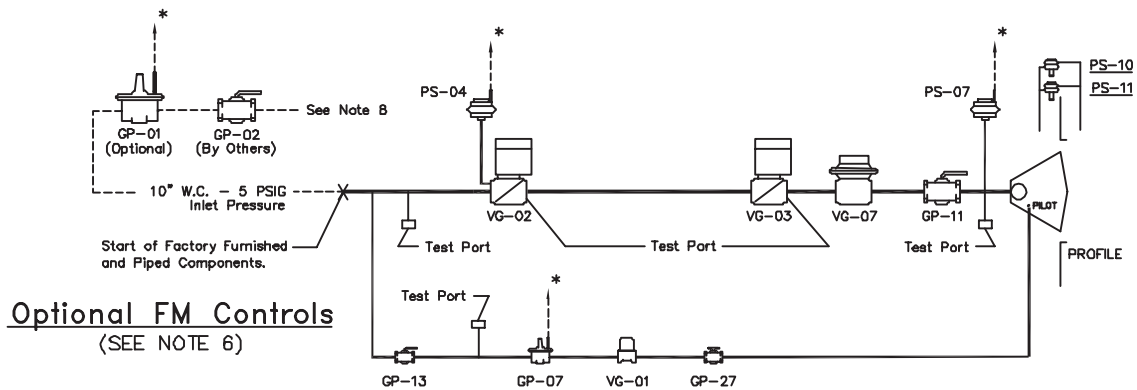 *
*
*
PS-04
PS-07
PS-10
PS-11
See Note 8
GP-01
(Optional)
GP-02
(By Others)
10" W.C. - 5 PSIG
Inlet Pressure
VG-02
VG-03
VG-07
GP-11
PILOT
Test Port
Test Port
Test Port
Start of Factory Furnished
and Piped Components.
PROFILE
Optional FM Controls
(SEE NOTE 6)
Test Port
*
GP-13
GP-07
VG-01
GP-27